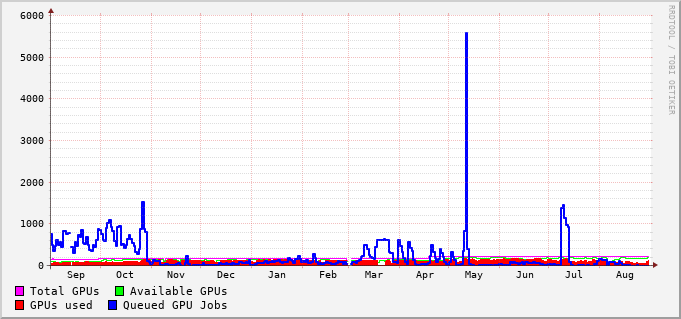 6000
5000
4000
3000
2000
1000
0
Sep Oct Nov Dec Jan Feb Mar Apr May Jun Jul Aug
Total GPUs Available GPUs
GPUs used Queued GPU Jobs
RRDTOOL / TOBI OETIKER